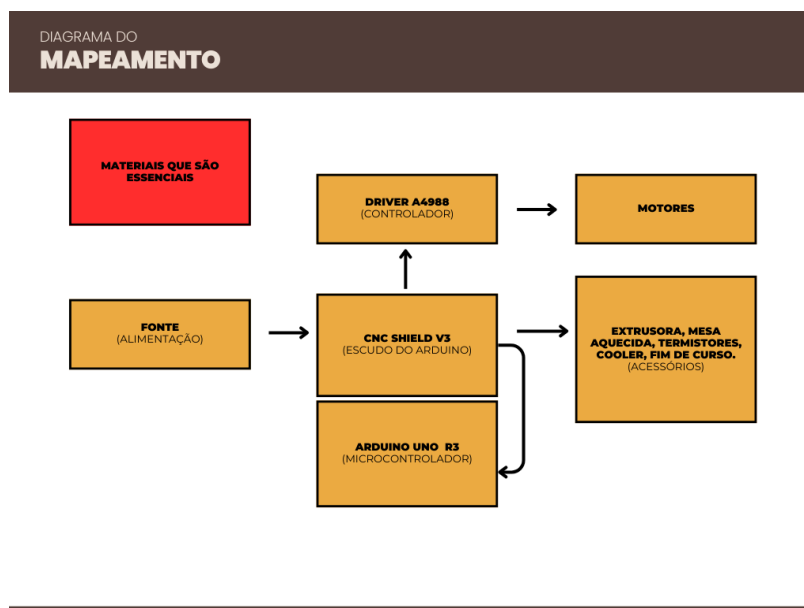 DIAGRAMA DO
MAPEAMENTO
MATERIAIS QUE SÃO
ESSENCIAIS
DRIVER A4988
(CONTROLADOR)
MOTORES
FONTE
(ALIMENTAÇÃO)
CNC SHIELD V3
(ESCUDO DO ARDUINO)
EXTRUSORA, MESA
AQUECIDA, TERMISTORES,
COOLER, FIM DE CURSO.
(ACESSÓRIOS)
ARDUINO UNO R3
(MICROCONTROLADOR)